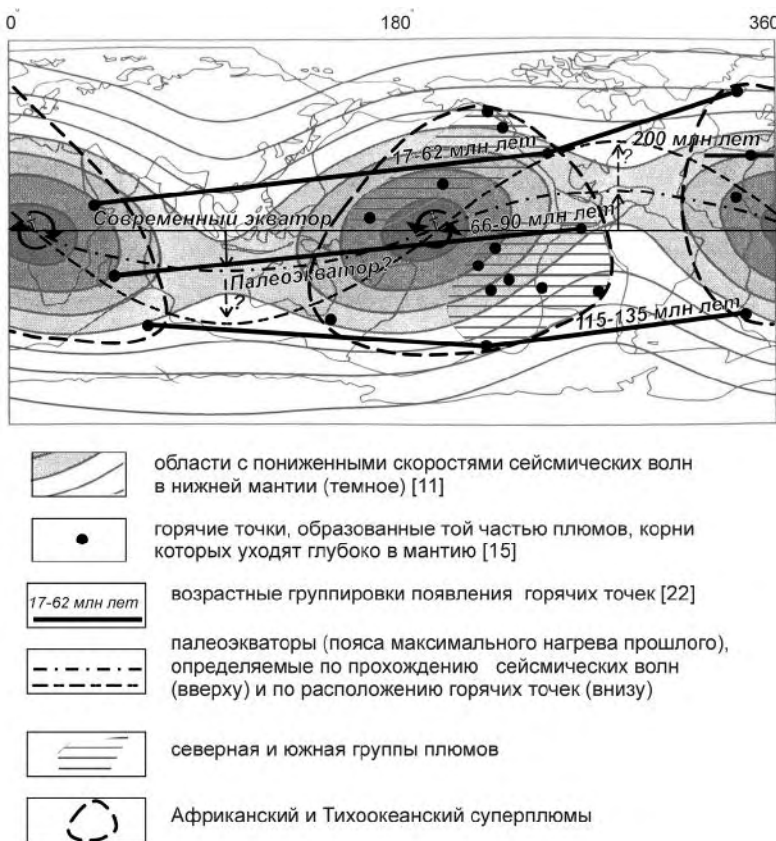 0° 180° 360°
200 млн лет
17-62 млн лет
Современный экватор
66-90 млн лет
Палеоэкватор?
?
?
115-135 млн лет
области с пониженными скоростями сейсмических волн
в нижней мантии (темное) [11]
горячие точки, образованные той частью плюмов, корни
которых уходят глубоко в мантию [15]
17-62 млн лет
возрастные группировки появления горячих точек [22]
палеоэкваторы (пояса максимального нагрева прошлого),
определяемые по прохождению сейсмических волн
(вверху) и по расположению горячих точек (внизу)
северная и южная группы плюмов
Африканский и Тихоокеанский суперплюмы